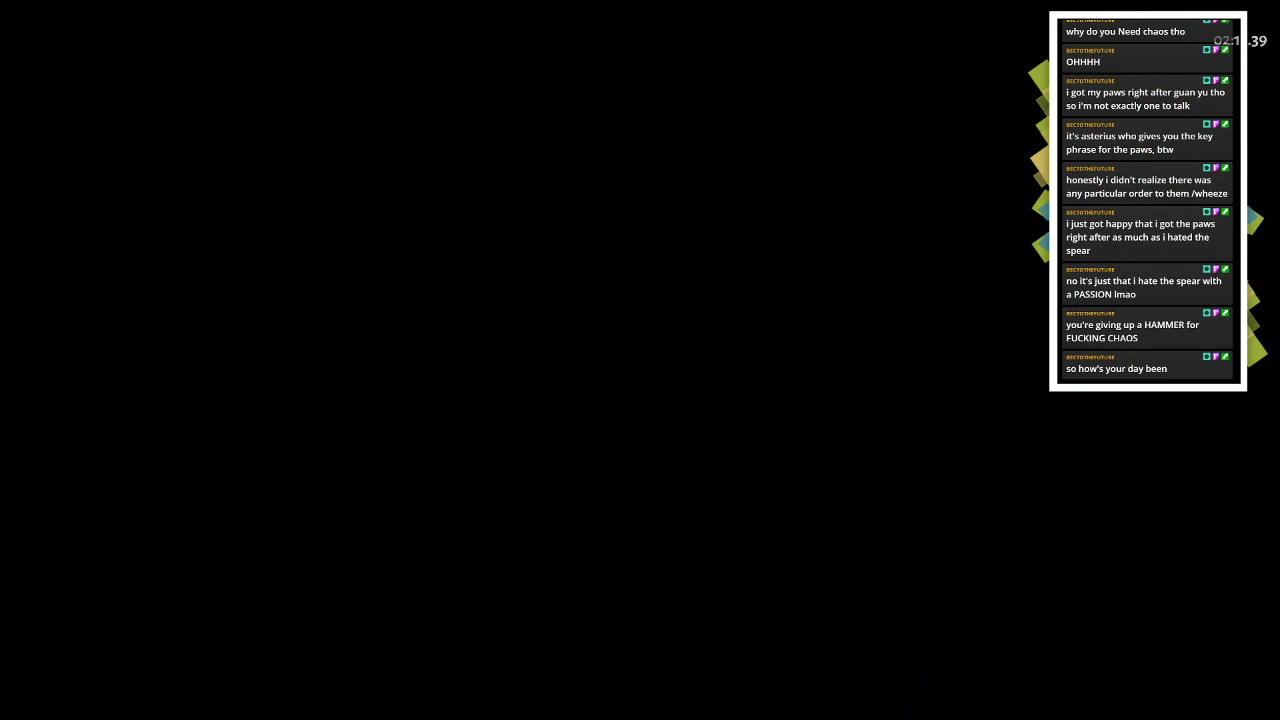 BECTOTHEFUTURE
why do you Need chaos tho
BECTOTHEFUTURE
OHHHH
BECTOTHEFUTURE
i got my paws right after guan yu tho
so i'm not exactly one to talk
BECTOTHEFUTURE
it's asterius who gives you the key
phrase for the paws, btw
BECTOTHEFUTURE
honestly i didn't realize there was
any particular order to them /wheeze
BECTOTHEFUTURE
i just got happy that i got the paws
right after as much as i hated the
spear
BECTOTHEFUTURE
no it's just that i hate the spear with
a PASSION lmao
BECTOTHEFUTURE
you're giving up a HAMMER for
FUCKING CHAOS
BECTOTHEFUTURE
so how's your day been